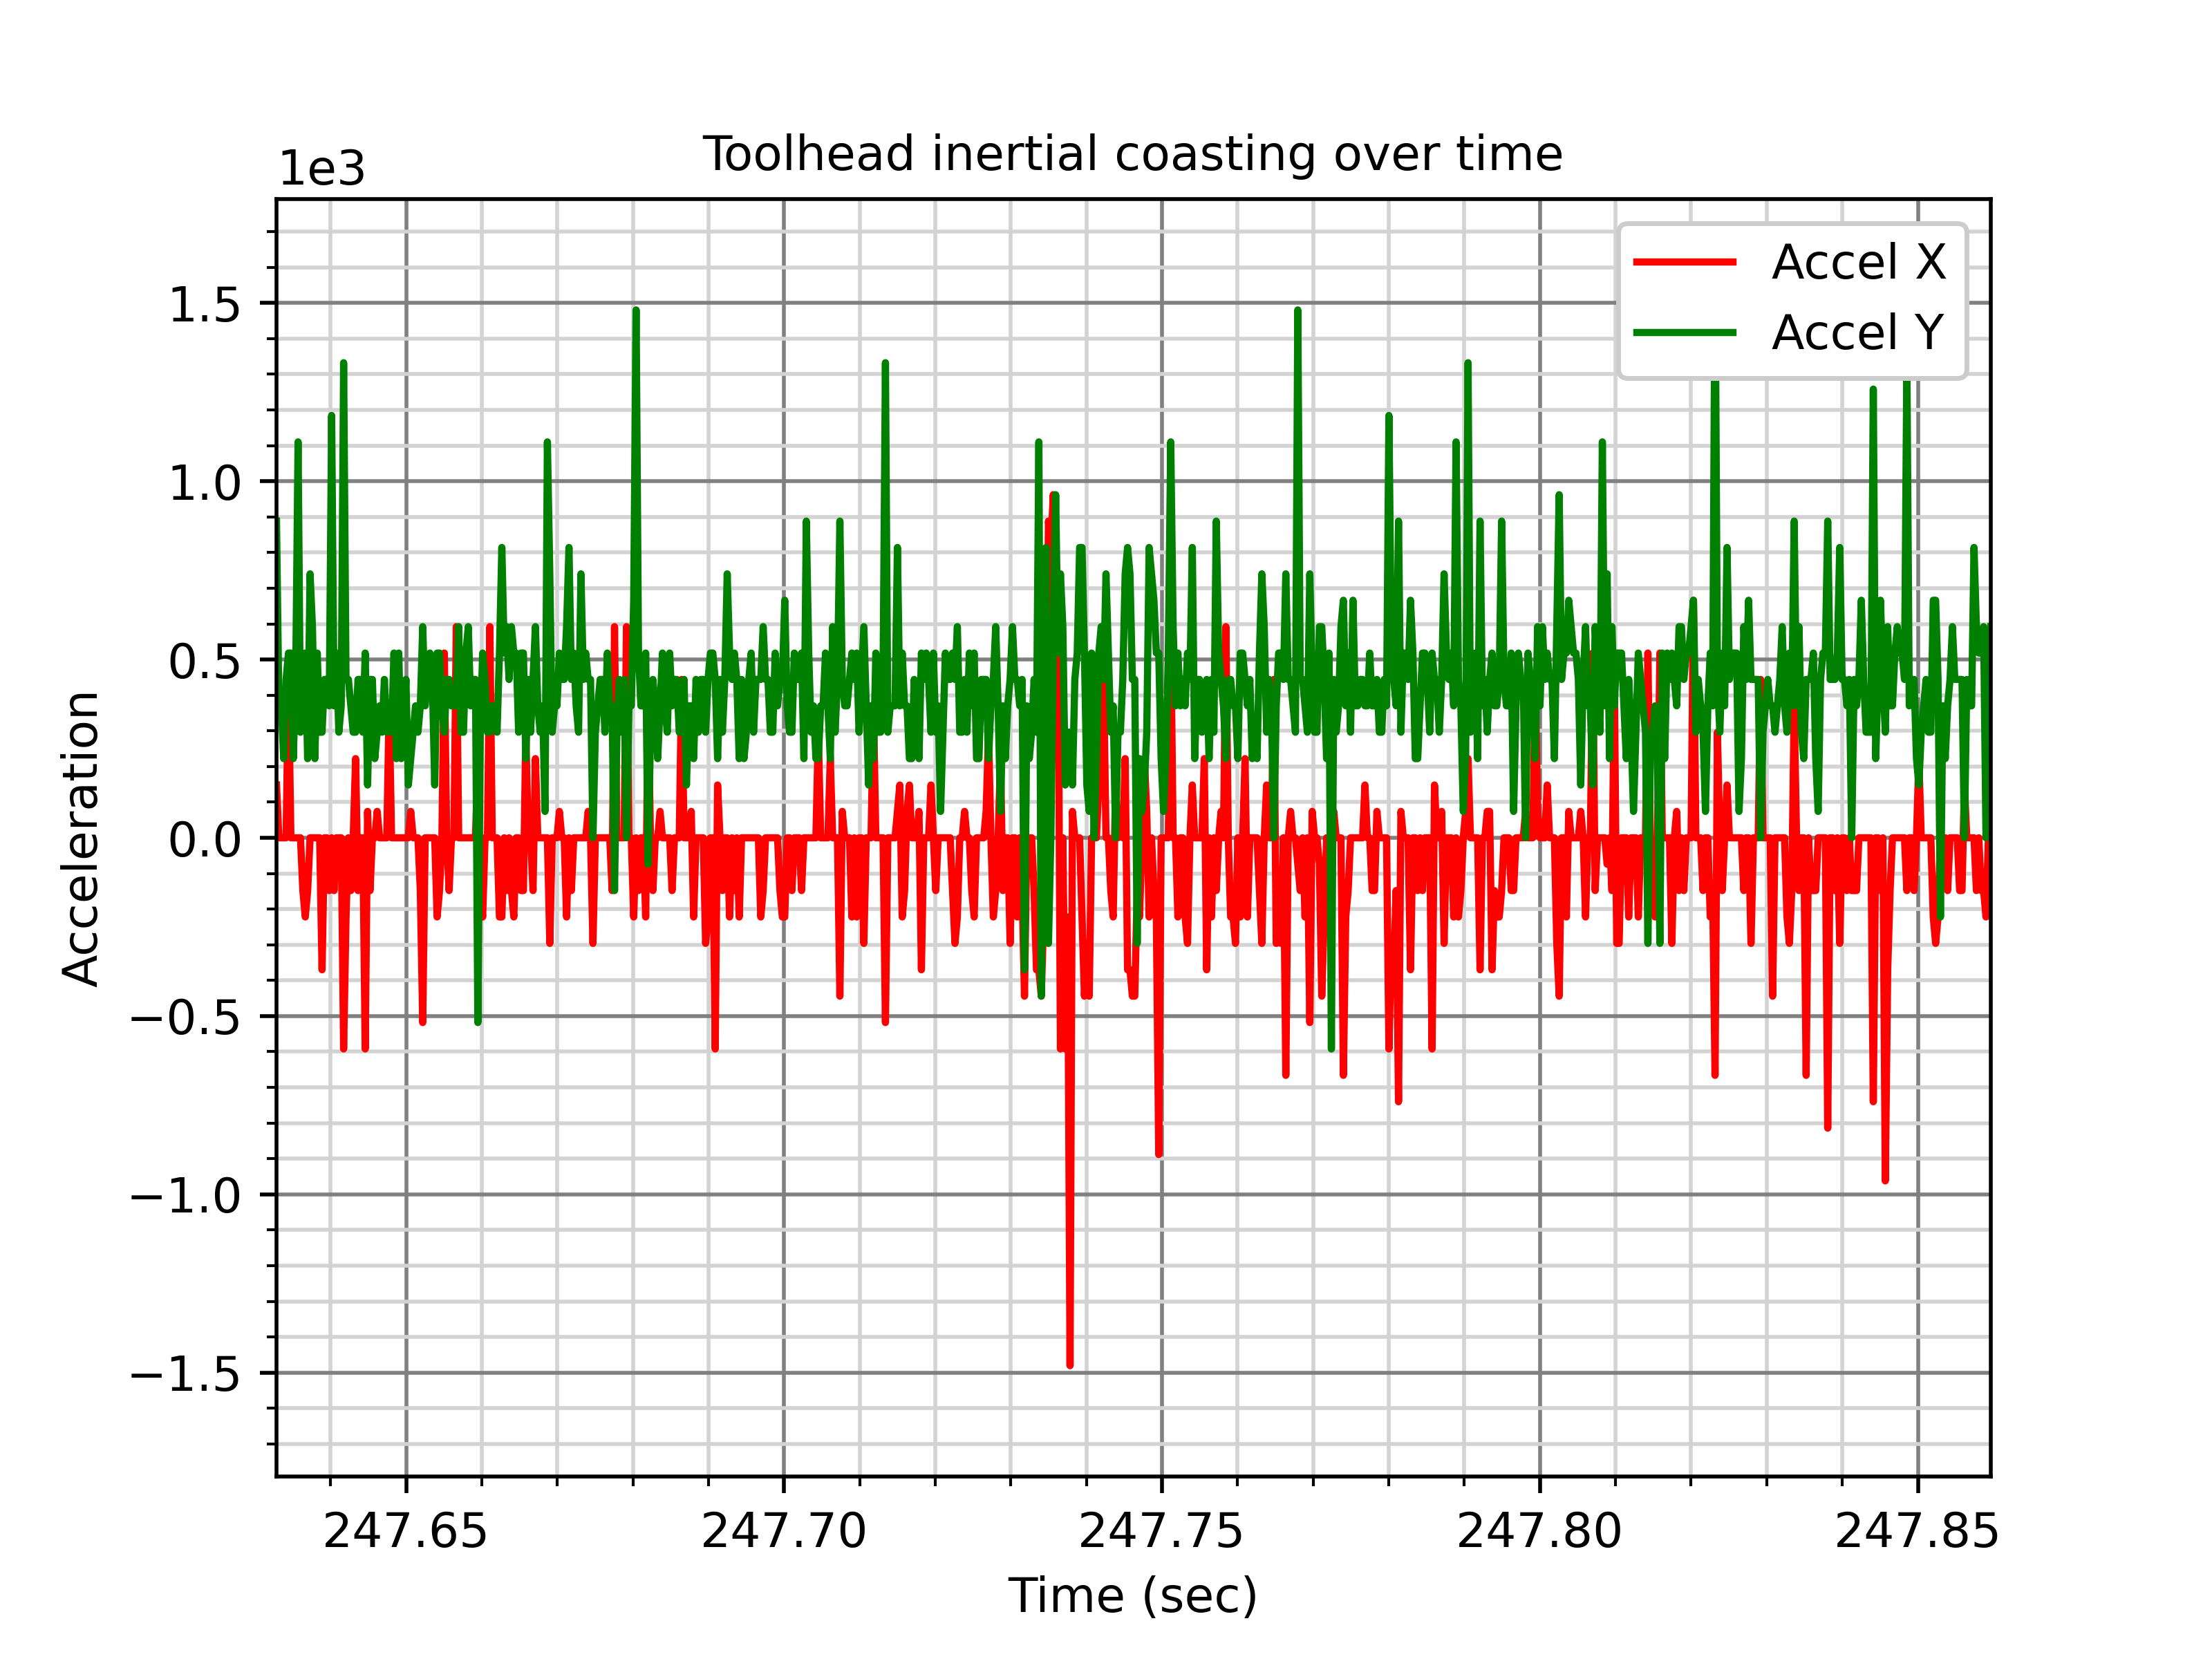 Toolhead inertial coasting over time
1e3
Accel X
Accel Y
1.5
1.0
0.5
0.0
−0.5
−1.0
−1.5
Acceleration
247.65 247.70 247.75 247.80 247.85
Time (sec)